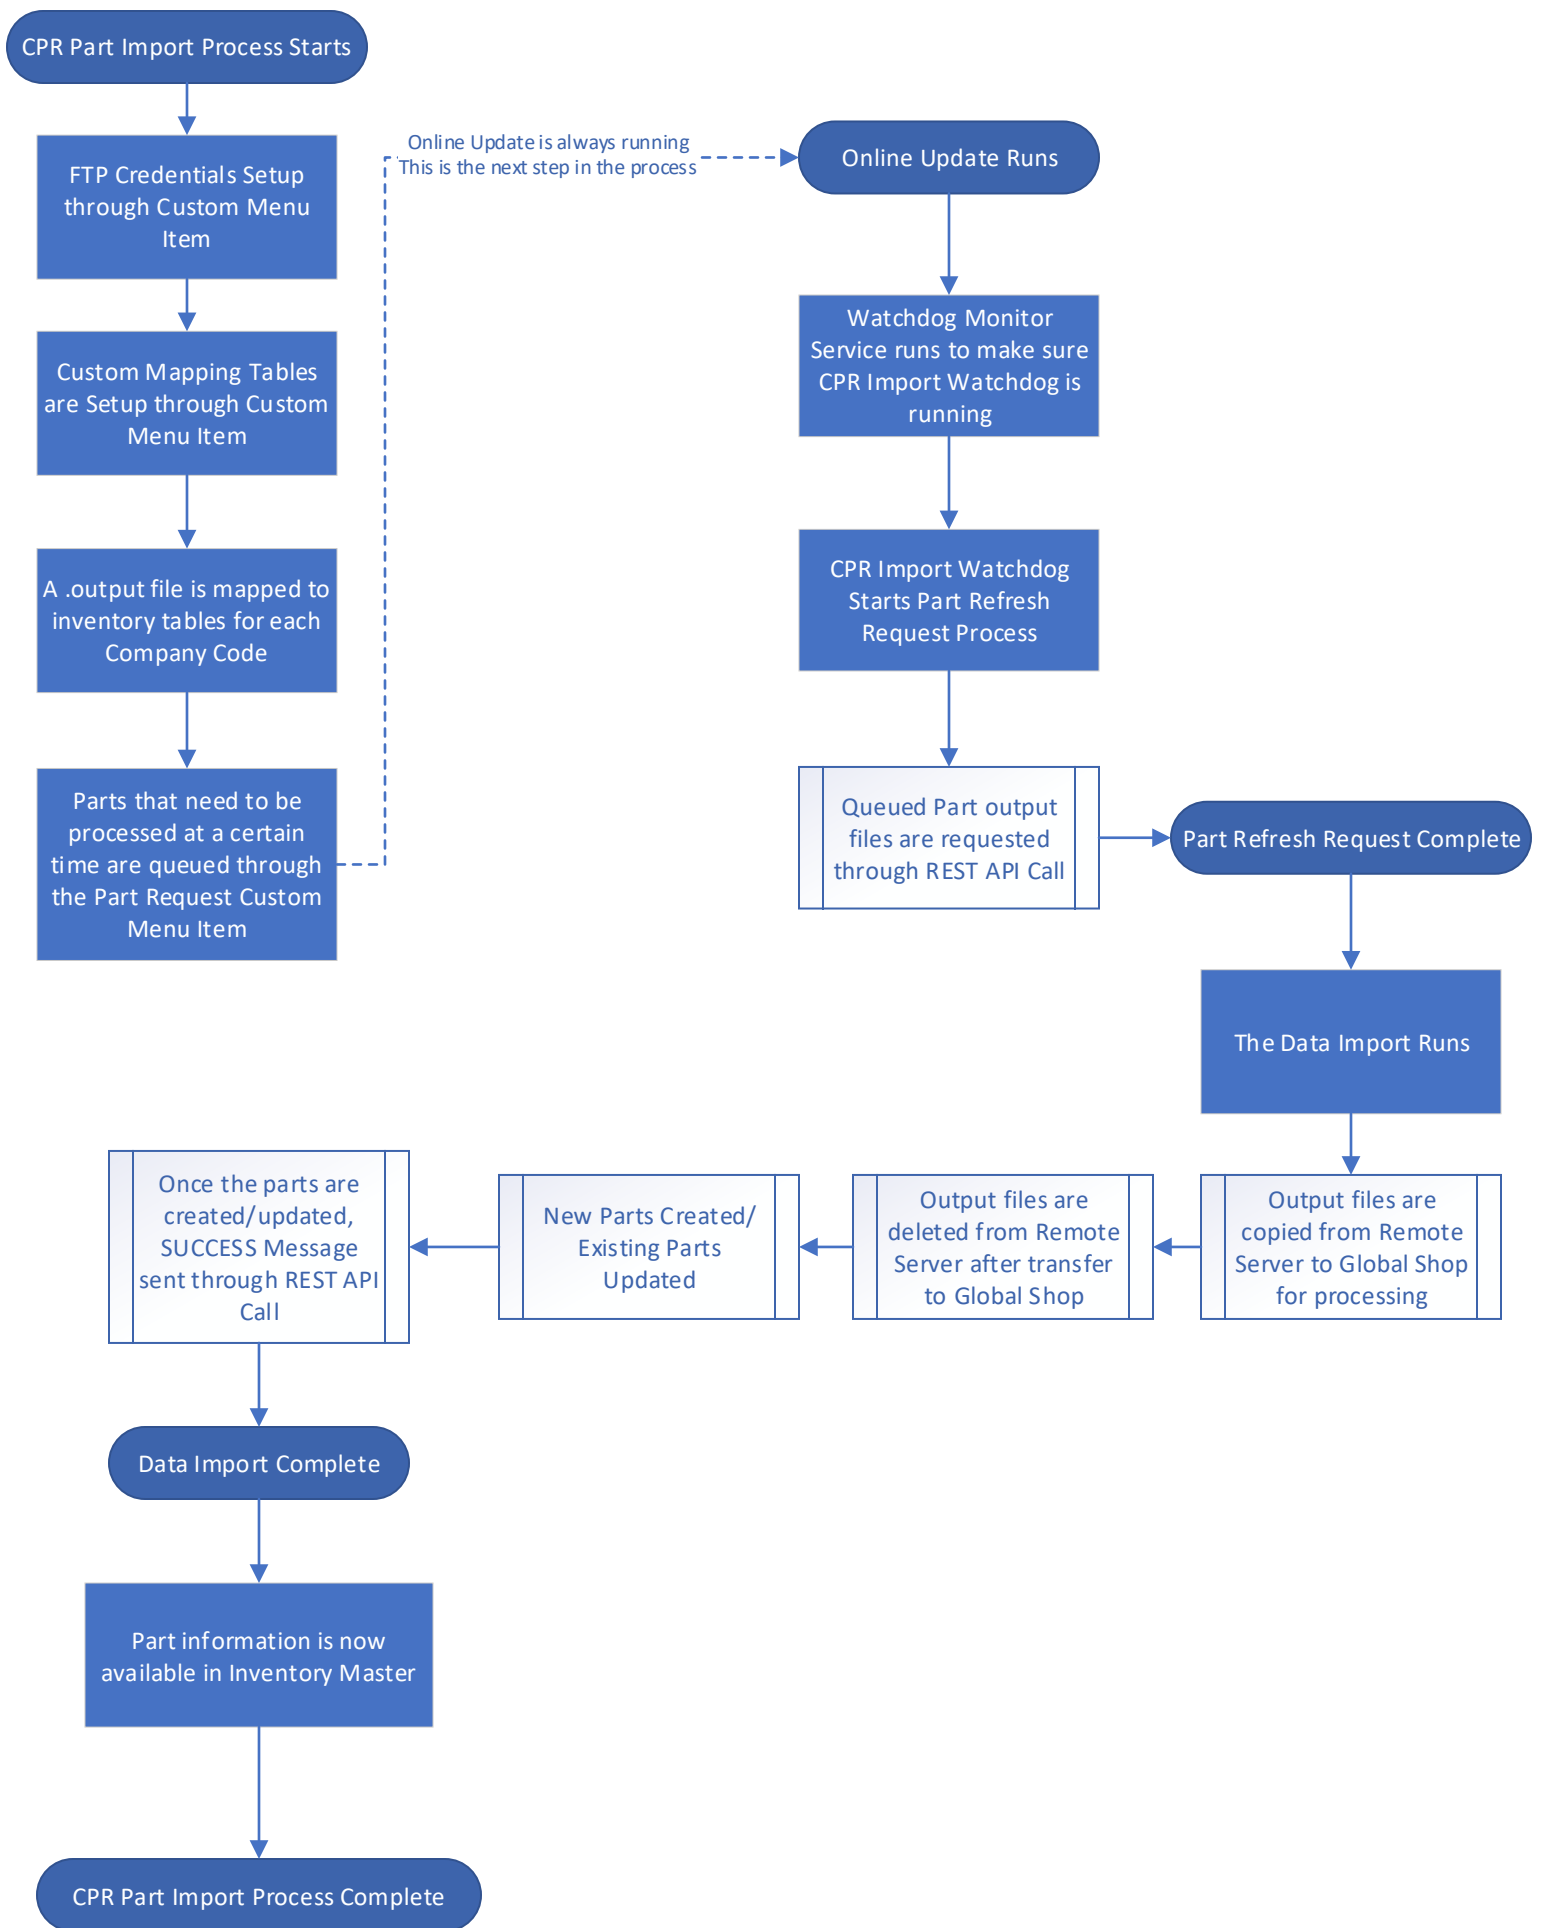 CPR Part Import Process Starts
FTP Credentials Setup
through Custom Menu
Item
Custom Mapping Tables
are Setup through Custom
Menu Item
A .output file is mapped to
inventory tables for each
Company Code
Parts that need to be
processed at a certain
time are queued through
the Part Request Custom
Menu Item
Online Update is always running
This is the next step in the process
Online Update Runs
Watchdog Monitor
Service runs to make sure
CPR Import Watchdog is
running
CPR Import Watchdog
Starts Part Refresh
Request Process
Queued Part output
files are requested
through REST API Call
Part Refresh Request Complete
The Data Import Runs
Output files are
copied from Remote
Server to Global Shop
for processing
Output files are
deleted from Remote
Server after transfer
to Global Shop
New Parts Created/
Existing Parts
Updated
Once the parts are
created/updated,
SUCCESS Message
sent through REST API
Call
Data Import Complete
Part information is now
available in Inventory Master
CPR Part Import Process Complete